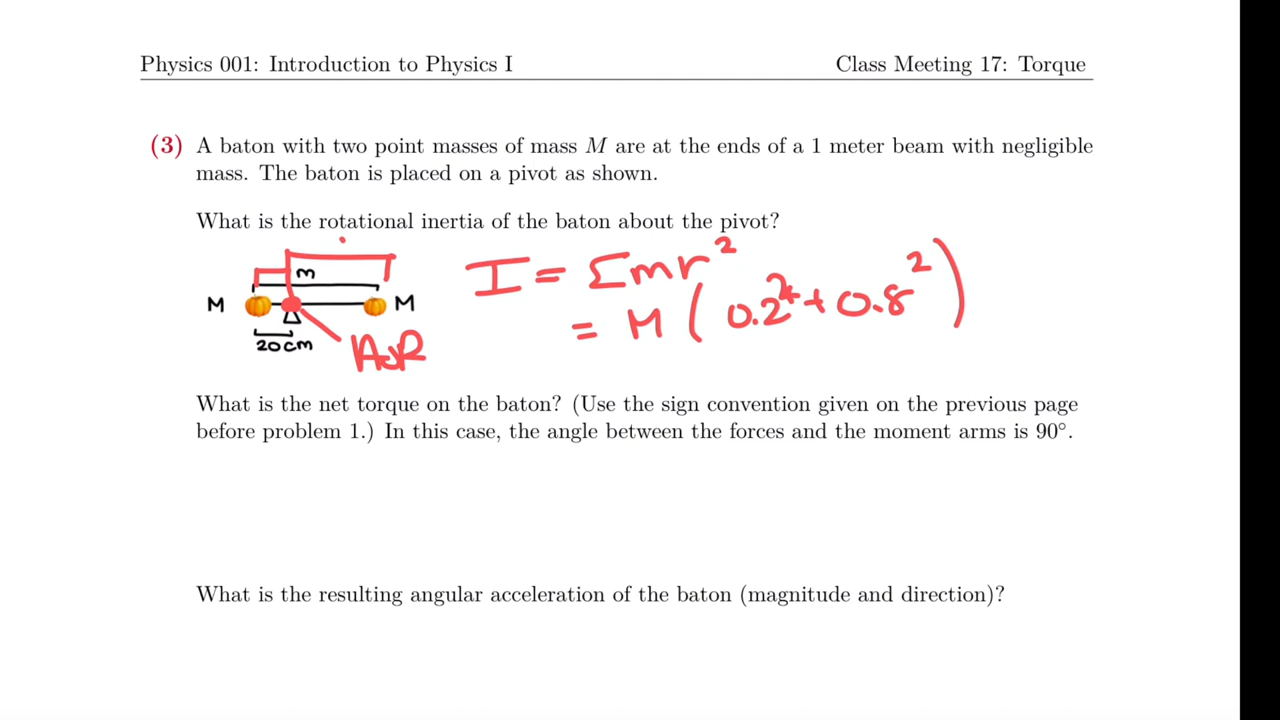 Physics 001: Introduction to Physics I
Class Meeting 17: Torque
(3) A baton with two point masses of mass M are at the ends of a 1 meter beam with negligible
mass. The baton is placed on a pivot as shown.
What is the rotational inertia of the baton about the pivot?
m
M
M
20cm
AoR
I = Σmr²
= M (0.2² + 0.8²)
What is the net torque on the baton? (Use the sign convention given on the previous page
before problem 1.) In this case, the angle between the forces and the moment arms is 90°.
What is the resulting angular acceleration of the baton (magnitude and direction)?